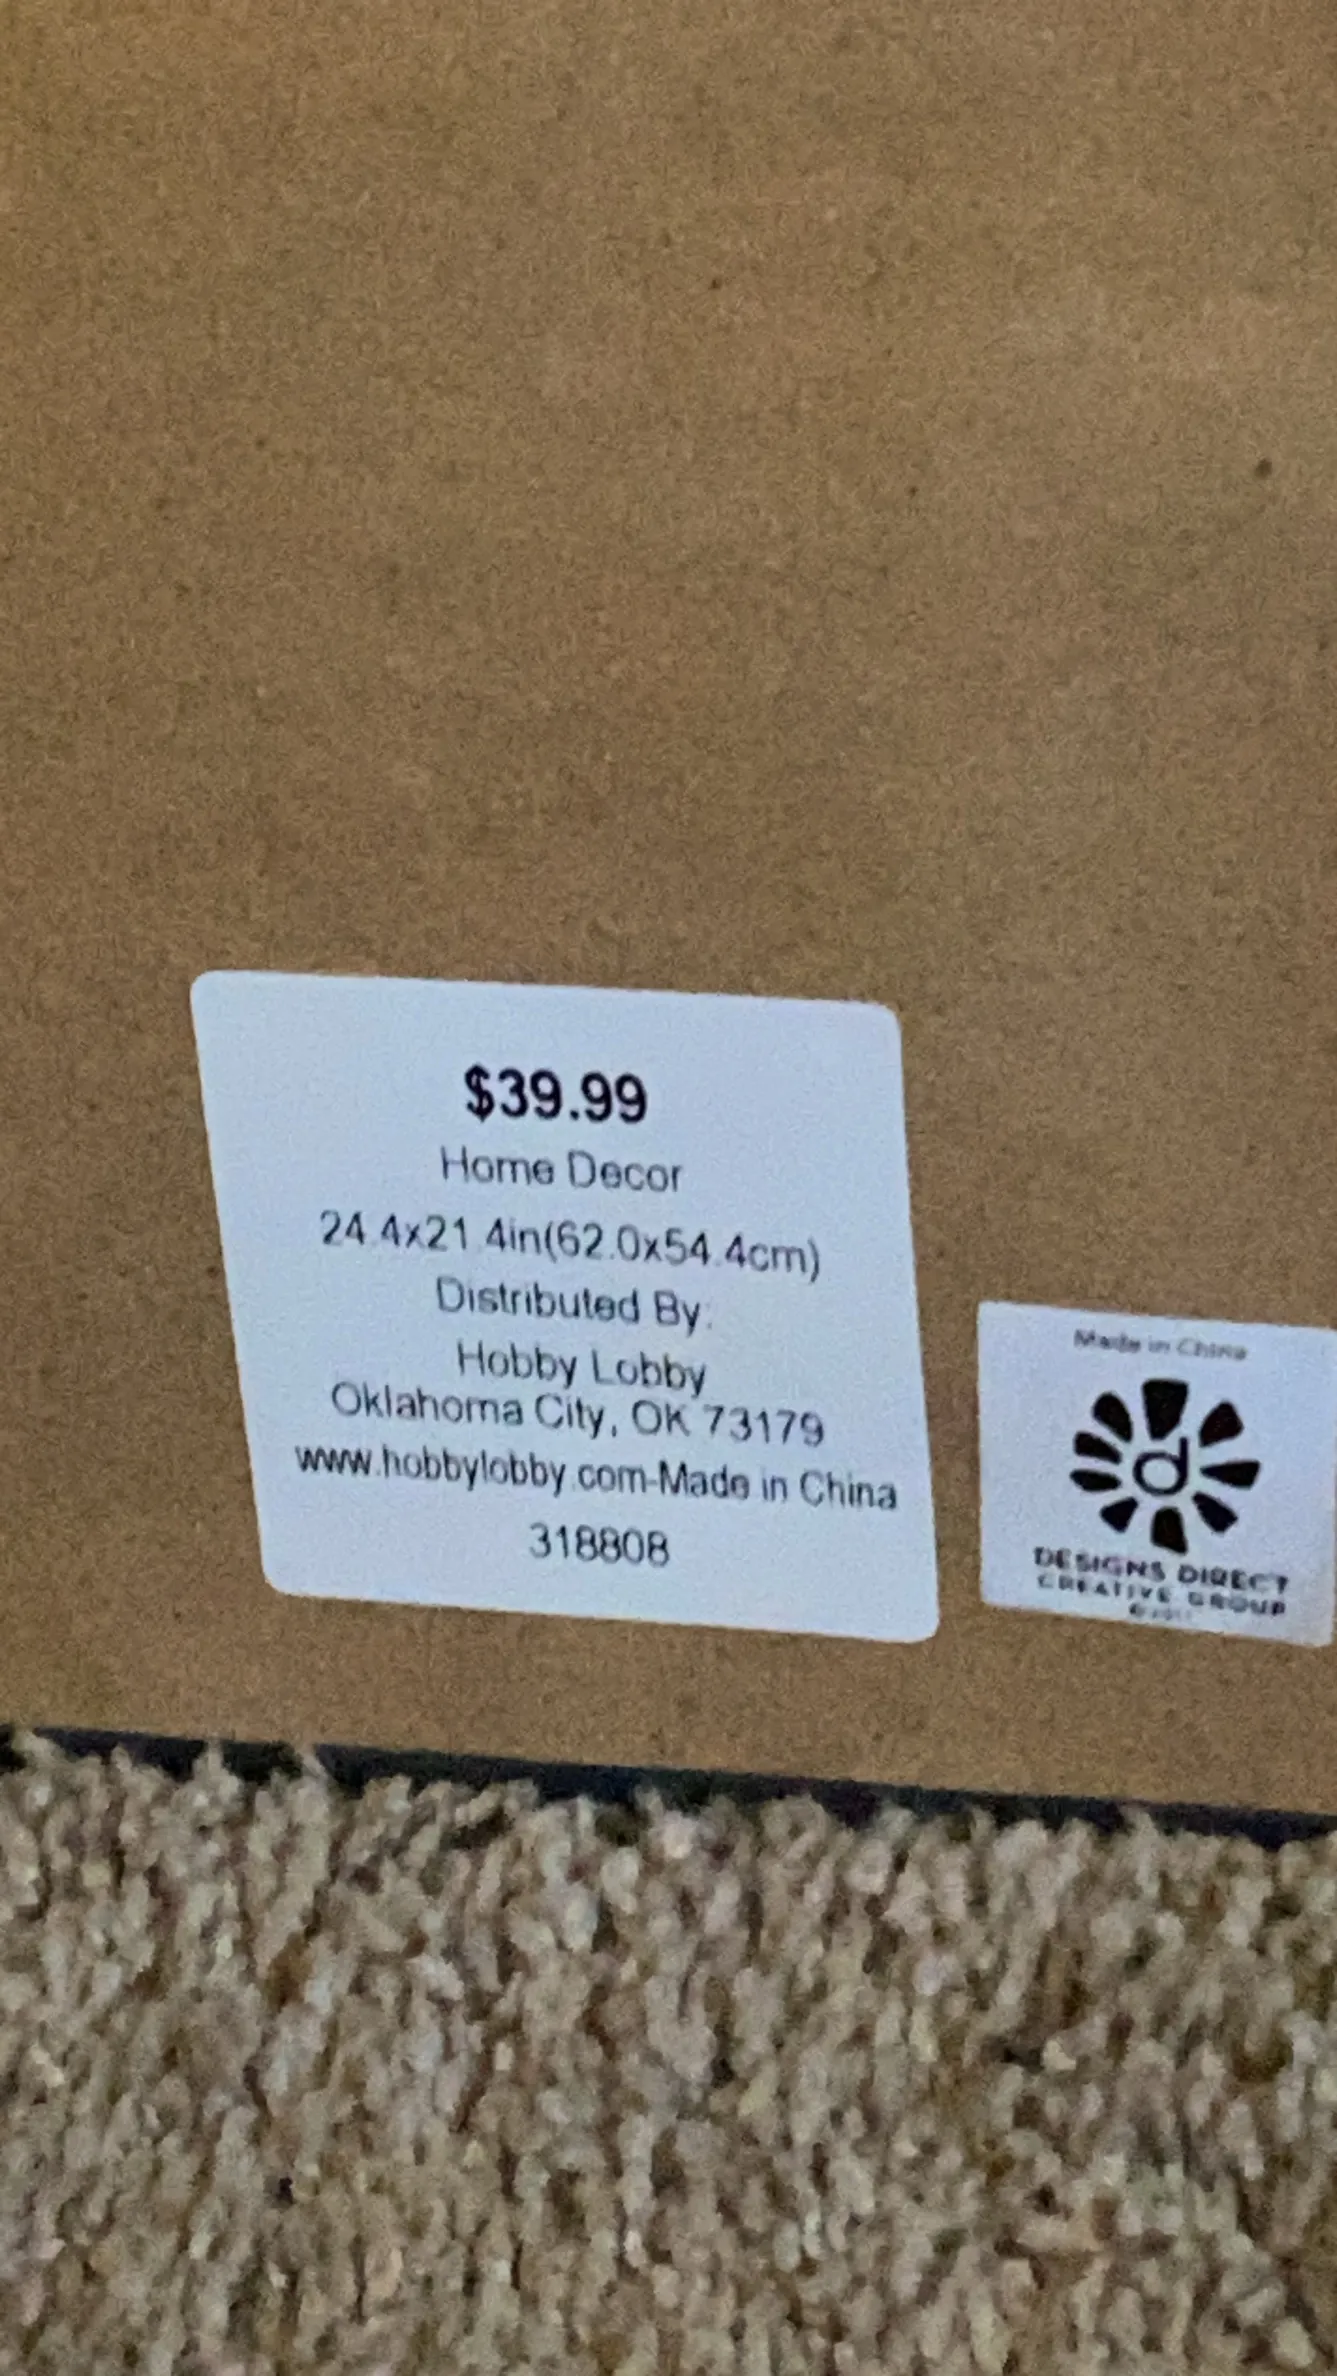 $39.99
Home Decor
24.4x21.4in(62.0x54.4cm)
Distributed By:
Hobby Lobby
Oklahoma City, OK 73179
www.hobbylobby.com-Made in China
318808
Made in China
d
DESIGNS DIRECT
CREATIVE GROUP